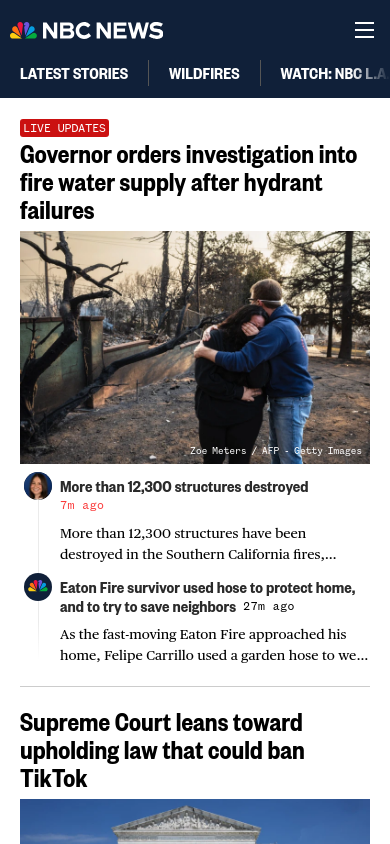 NBC NEWS
LATEST STORIES
WILDFIRES
WATCH: NBC L.A.
LIVE UPDATES
Governor orders investigation into
fire water supply after hydrant
failures
Zoe Meters / AFP - Getty Images
More than 12,300 structures destroyed
7m ago
More than 12,300 structures have been
destroyed in the Southern California fires,...
Eaton Fire survivor used hose to protect home,
and to try to save neighbors 27m ago
As the fast-moving Eaton Fire approached his
home, Felipe Carrillo used a garden hose to we...
Supreme Court leans toward
upholding law that could ban
TikTok